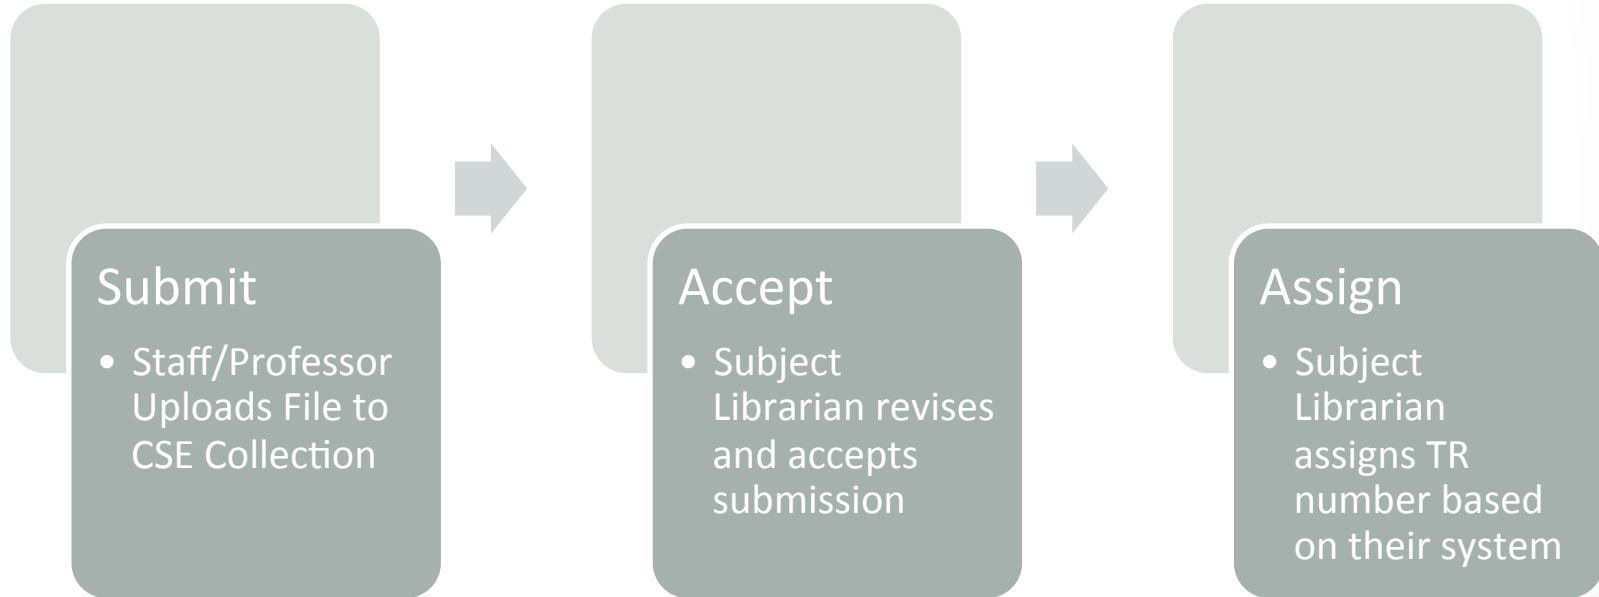 Submit
• Staff/Professor
Uploads File to
CSE Collection
Accept
• Subject
Librarian revises
and accepts
submission
Assign
• Subject
Librarian
assigns TR
number based
on their system